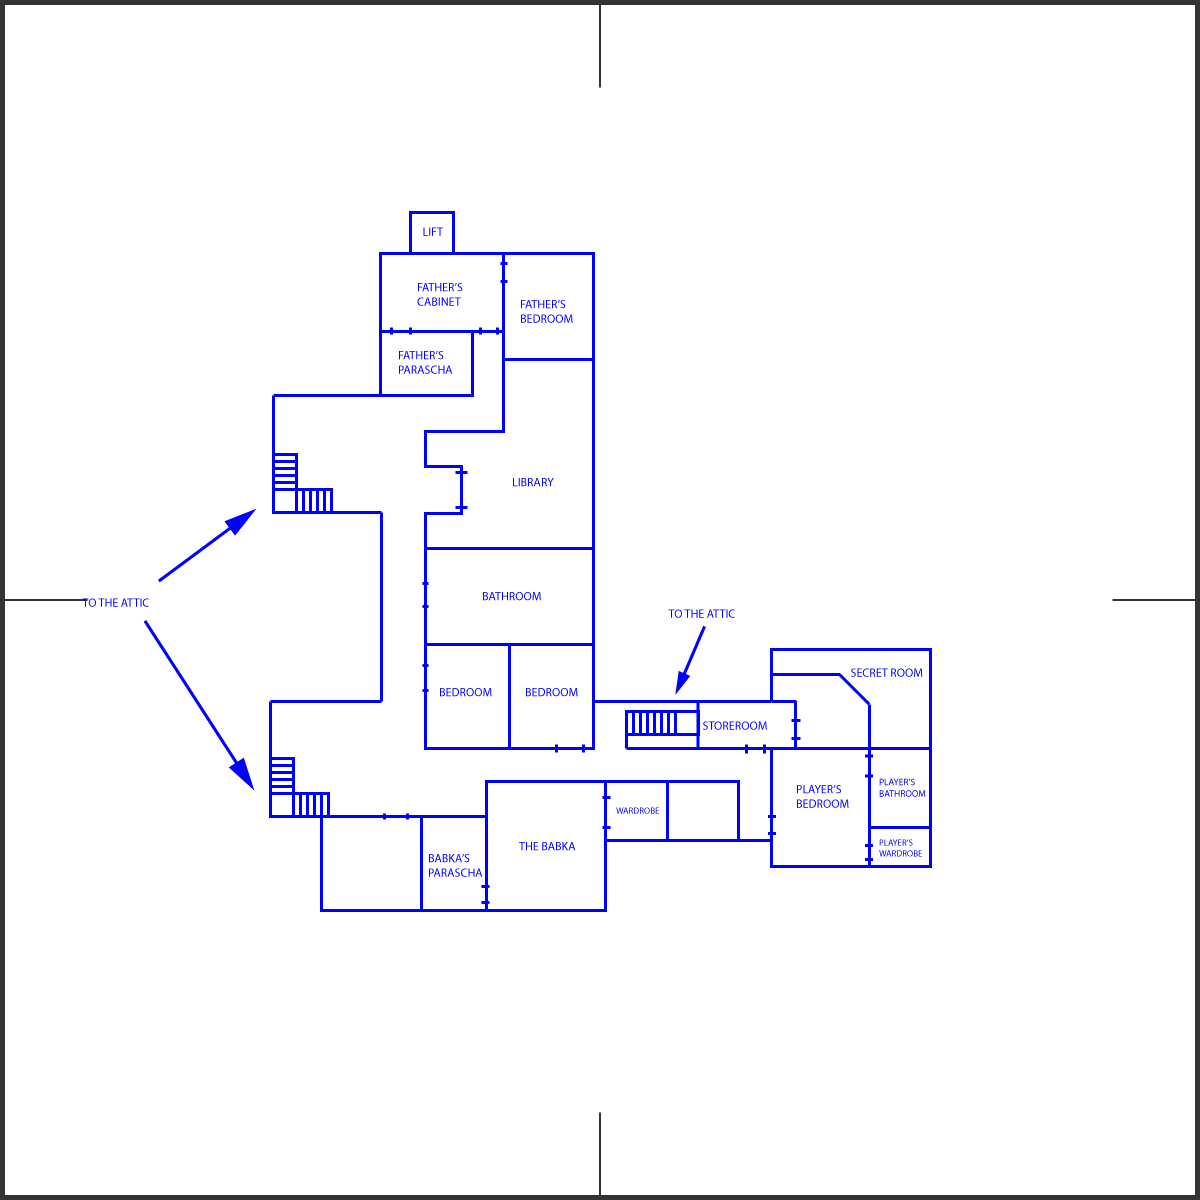 LIFT
FATHER'S
CABINET
FATHER'S
BEDROOM
FATHER'S
PARASCHA
LIBRARY
BATHROOM
TO THE ATTIC
TO THE ATTIC
SECRET ROOM
BEDROOM
BEDROOM
STOREROOM
PLAYER'S
BEDROOM
PLAYER'S
BATHROOM
WARDROBE
THE BABKA
PLAYER'S
WARDROBE
BABKA'S
PARASCHA